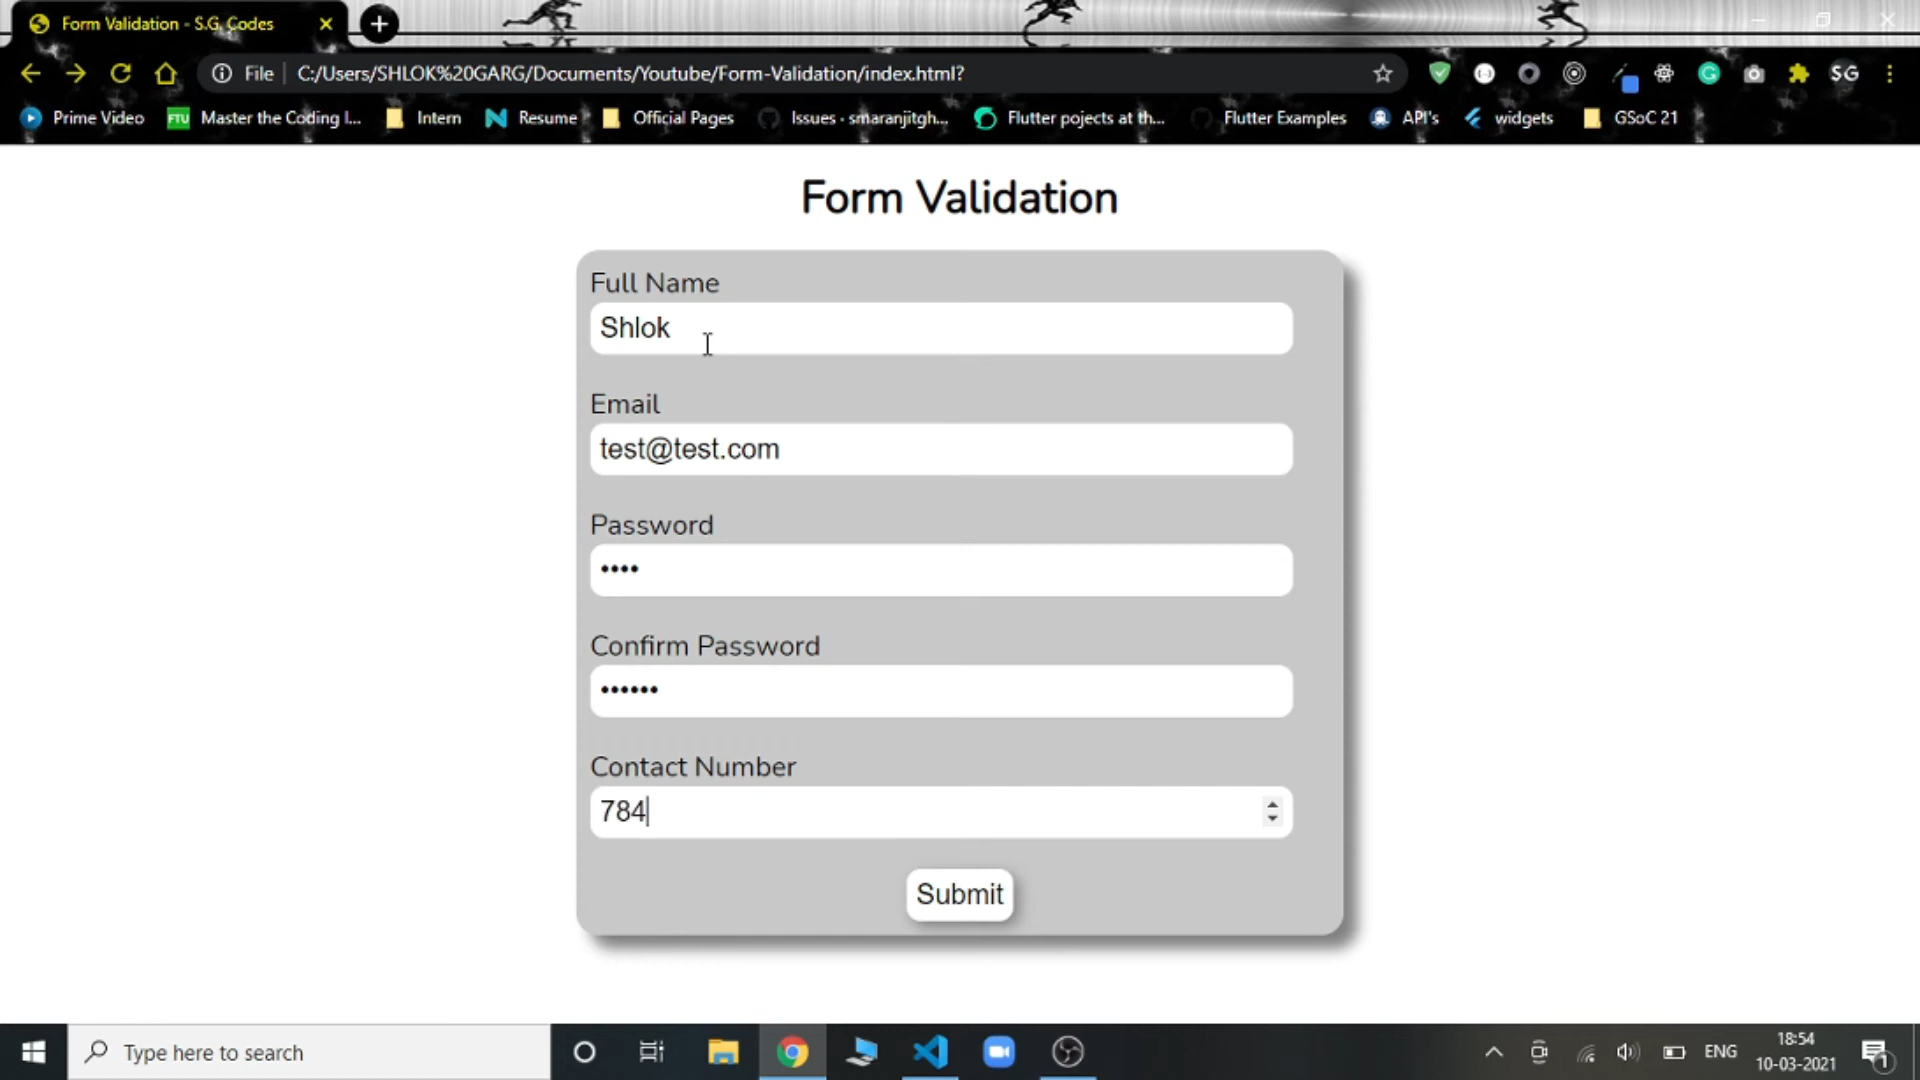 Form Validation - S.G. Codes
File
C:/Users/SHLOK%20GARG/Documents/Youtube/Form-Validation/index.html?
SG
Prime Video
FTU
Master the Coding I...
Intern
Resume
Official Pages
Issues · smaranjitgh...
Flutter pojects at th...
Flutter Examples
API's
widgets
GSoC 21
Form Validation
Full Name
Shlok
Email
test@test.com
Password
••••
Confirm Password
••••••
Contact Number
784
Submit
Type here to search
ENG
18:54
10-03-2021
1